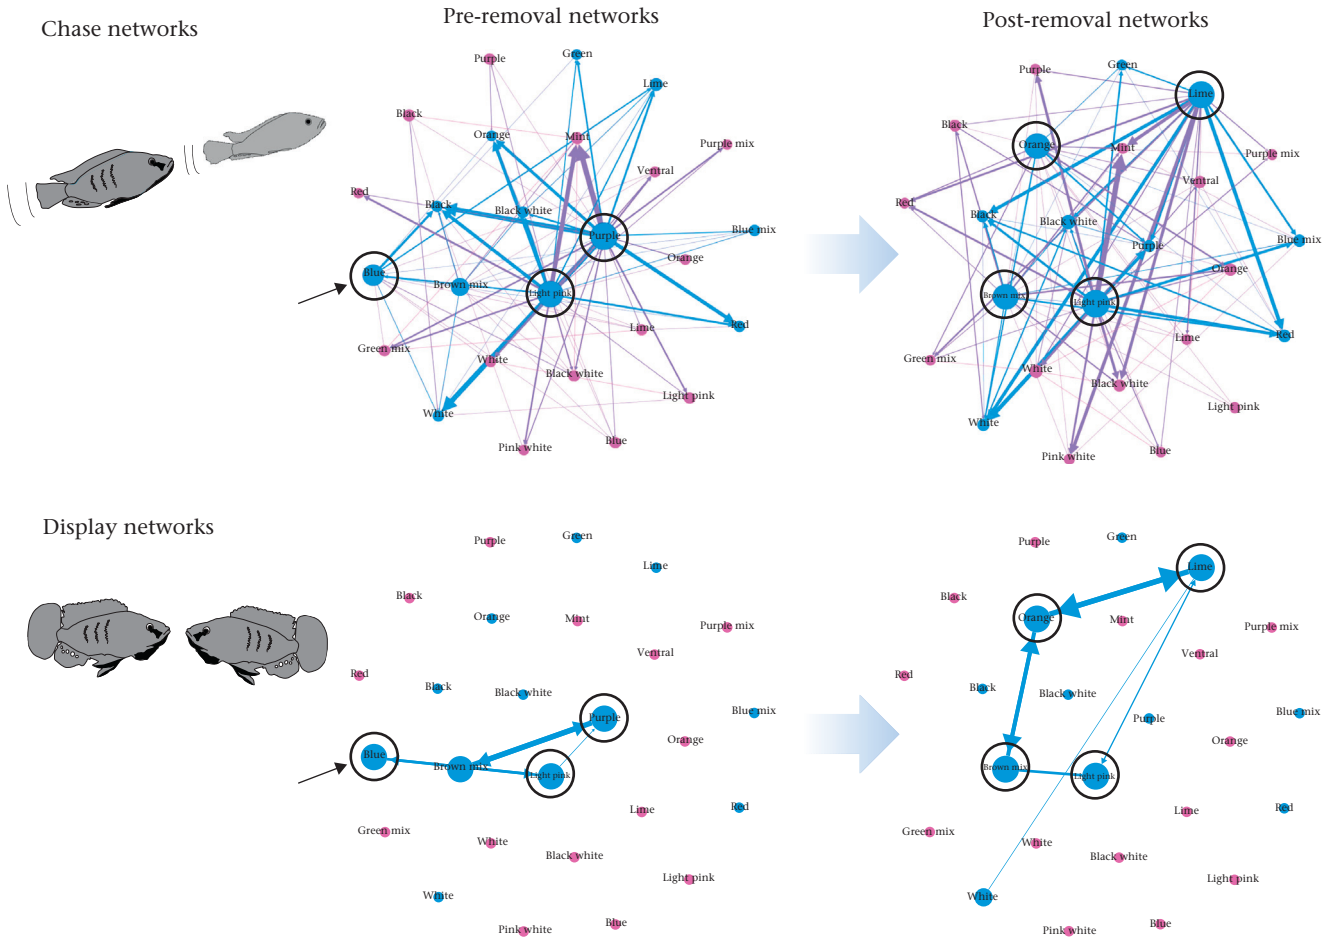 Chase networks
Pre-removal networks
Post-removal networks
Purple
Green
Lime
Black
Orange
Mint
Purple mix
Ventral
Red
Black
Black white
Purple
Blue mix
Orange
Blue
Brown mix
Light pink
Red
Lime
Green mix
White
Black white
Light pink
White
Blue
Pink white
Purple
Green
Lime
Black
Orange
Mint
Purple mix
Ventral
Red
Black
Black white
Purple
Blue mix
Orange
Brown mix
Light pink
Red
Lime
Green mix
White
Black white
Light pink
White
Blue
Pink white
Display networks
Purple
Green
Lime
Black
Orange
Mint
Purple mix
Ventral
Red
Black
Black white
Purple
Blue mix
Orange
Blue
Brown mix
Light pink
Red
Lime
Green mix
White
Black white
Light pink
White
Blue
Pink white
Purple
Green
Lime
Black
Orange
Mint
Purple mix
Ventral
Red
Black
Black white
Purple
Blue mix
Orange
Brown mix
Light pink
Red
Lime
Green mix
White
Black white
Light pink
White
Blue
Pink white